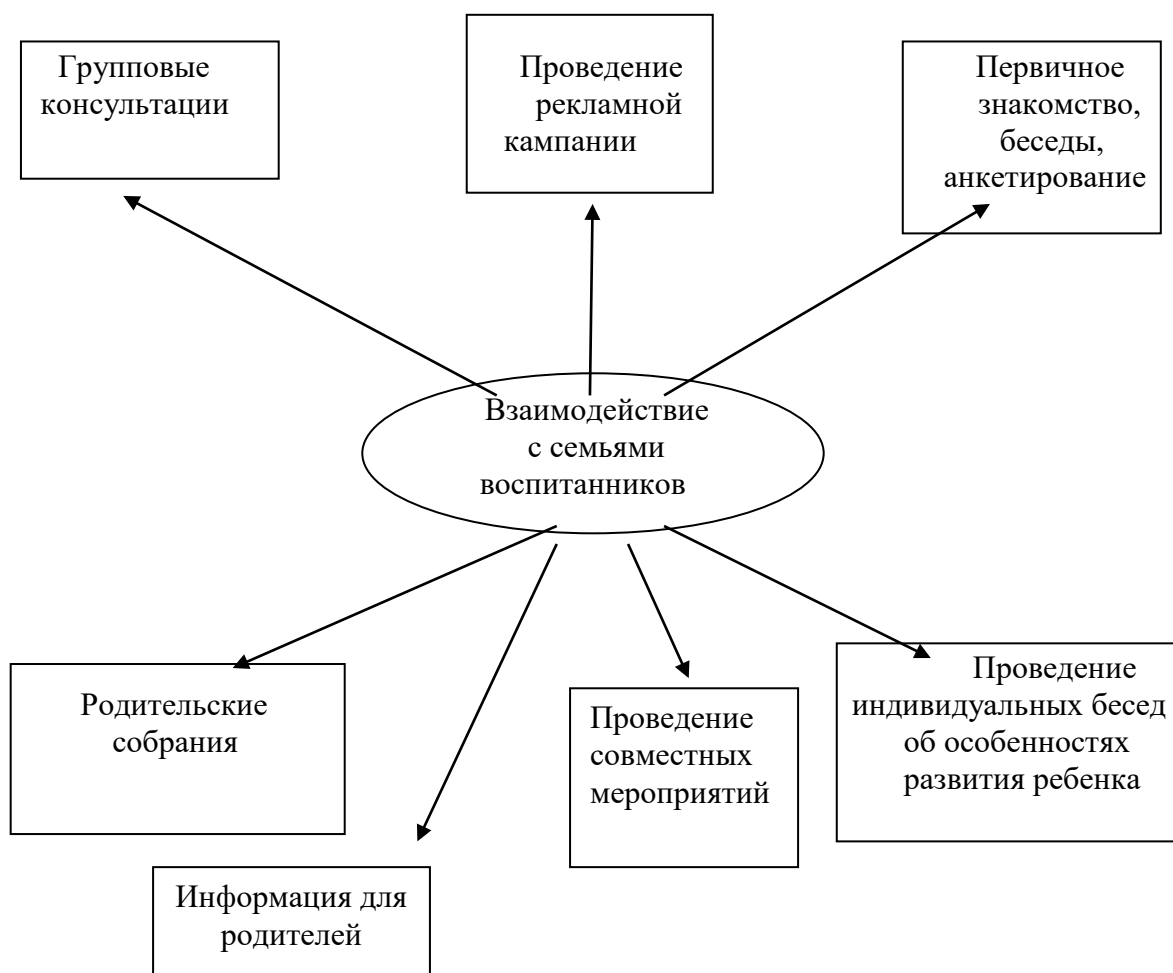 Групповые
консультации
Проведение
рекламной
кампании
Первичное
знакомство,
беседы,
анкетирование
Взаимодействие
с семьями
воспитанников
Родительские
собрания
Информация для
родителей
Проведение
совместных
мероприятий
Проведение
индивидуальных бесед
об особенностях
развития ребенка